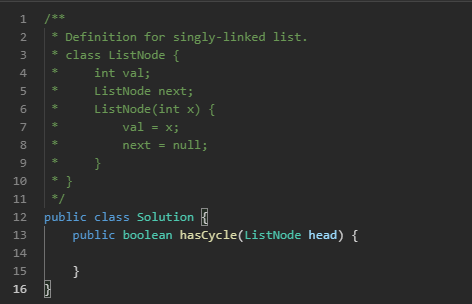 1 /**
2  * Definition for singly-linked list.
3  * class ListNode {
4  *     int val;
5  *     ListNode next;
6  *     ListNode(int x) {
7  *         val = x;
8  *         next = null;
9  *     }
10  * }
11  */
12 public class Solution {
13     public boolean hasCycle(ListNode head) {
14
15     }
16 }